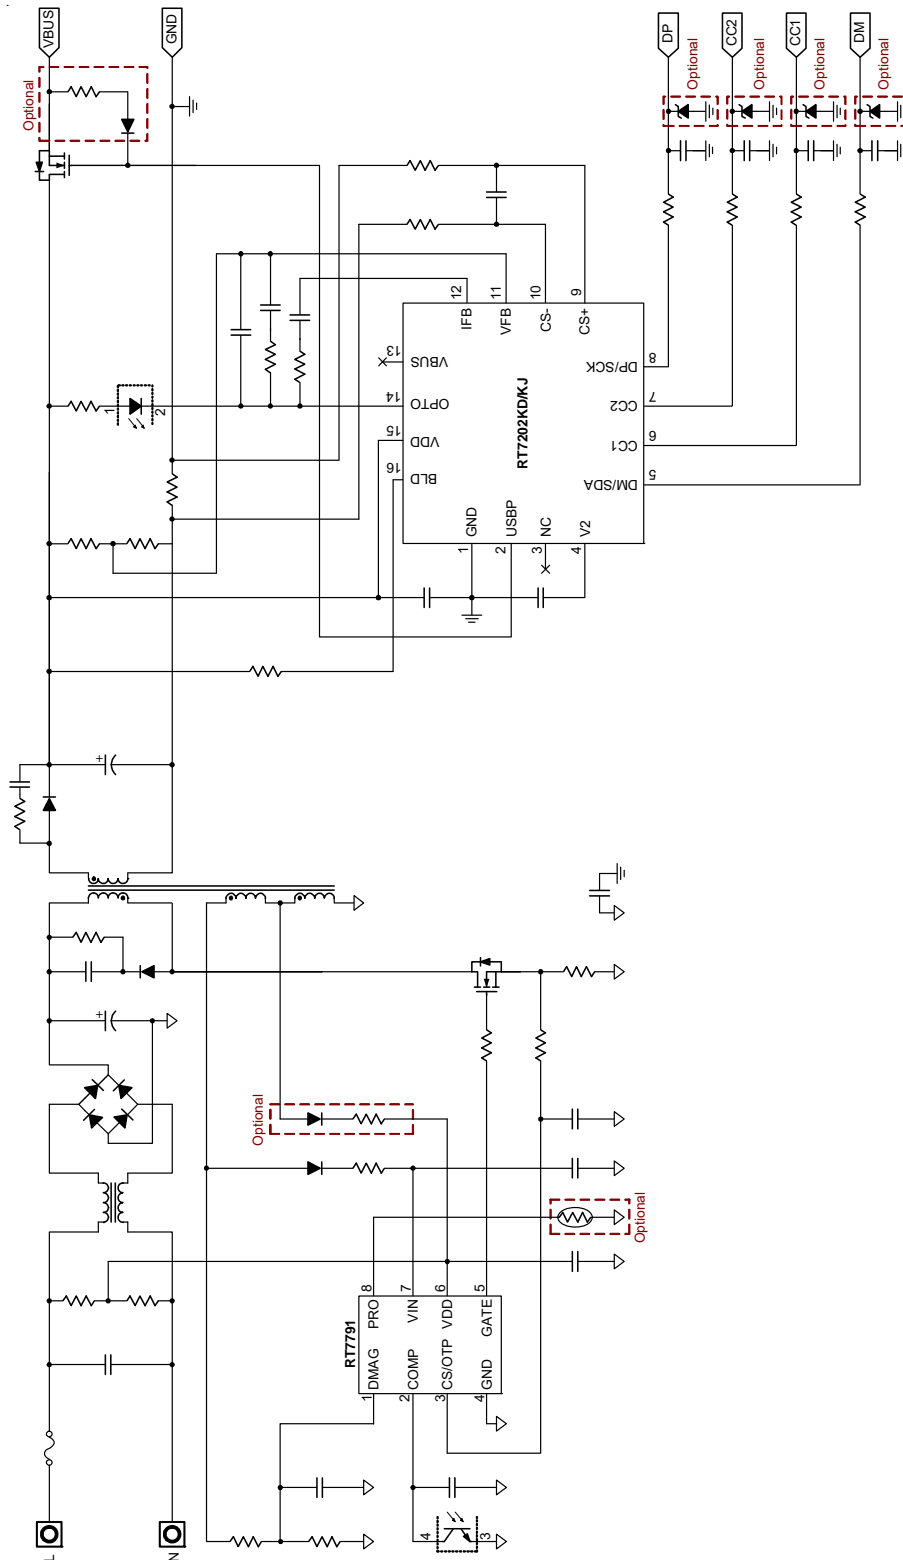 VBUS
GND
Optional
DP
CC2
CC1
DM
Optional
Optional
Optional
Optional
12
11
10
9
IFB
VFB
CS-
CS+
13
VBUS
14
OPTO
15
VDD
16
BLD
RT7202KD/KJ
DP/SCK
8
CC2
7
CC1
6
DM/SDA
5
GND
USBP
NC
V2
1
2
3
4
1
2
+
+
Optional
Optional
8
7
6
5
PRO
VIN
VDD
GATE
RT7791
DMAG
COMP
CS/OTP
GND
1
2
3
4
4
3
L
N